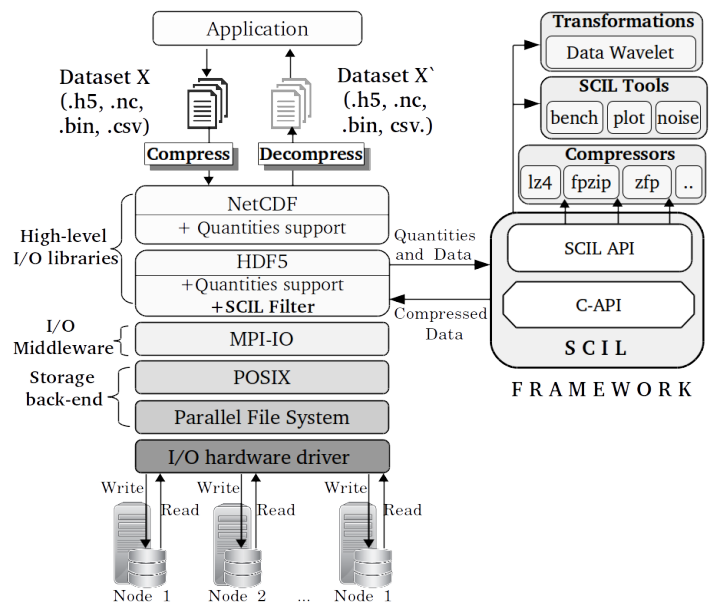 Application
Dataset X
(.h5, .nc,
.bin, .csv)
Dataset X`
(.h5, .nc,
.bin, csv.)
Compress
Decompress
Transformations
Data Wavelet
SCIL Tools
bench plot noise
Compressors
lz4 fpzip zfp ..
High-level
I/O libraries
NetCDF
+ Quantities support
HDF5
+Quantities support
+SCIL Filter
Quantities
and Data
Compressed
Data
SCIL API
C-API
SCIL
FRAMEWORK
I/O
Middleware
MPI-IO
Storage
back-end
POSIX
Parallel File System
I/O hardware driver
Write Read Write Read Write Read
Node 1 Node 2 ... Node 1